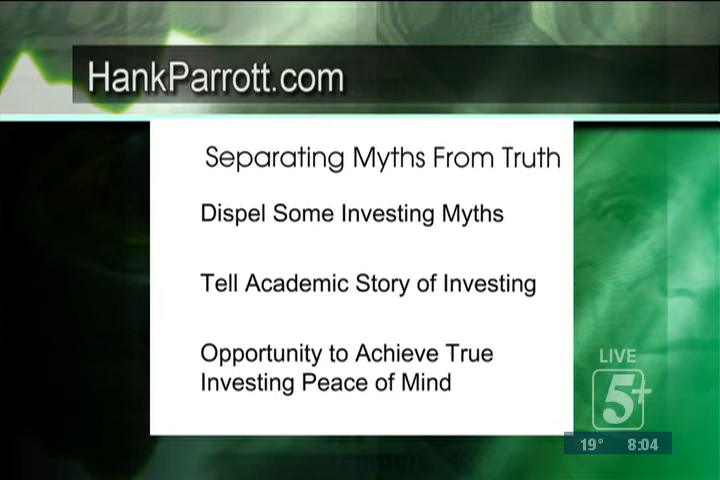 HankParrott.com
Separating Myths From Truth
Dispel Some Investing Myths
Tell Academic Story of Investing
Opportunity to Achieve True
Investing Peace of Mind
LIVE
5+
19° 8:04